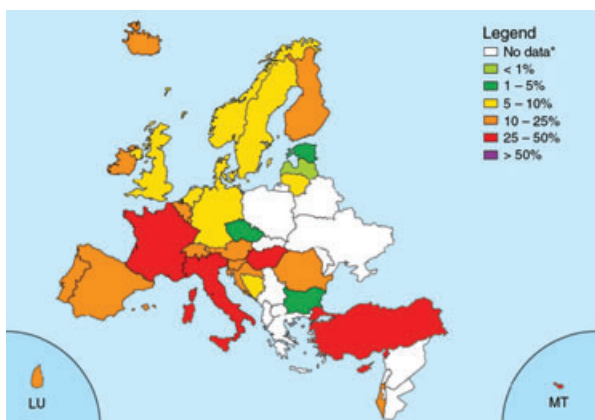 Legend
No data*
< 1%
1 – 5%
5 – 10%
10 – 25%
25 – 50%
> 50%
LU
MT